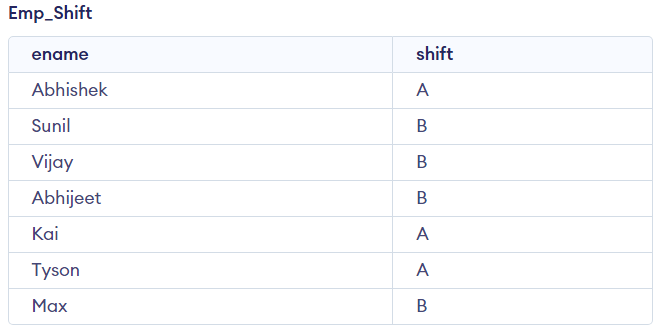 Emp_Shift
ename shift
Abhishek A
Sunil B
Vijay B
Abhijeet B
Kai A
Tyson A
Max B